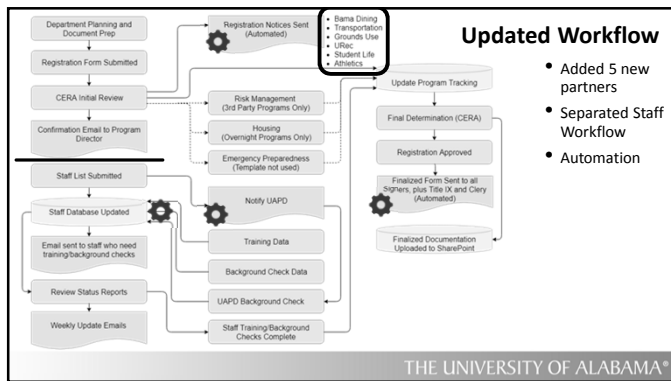 Updated Workflow
Department Planning and
Document Prep
Registration Form Submitted
CERA Initial Review
Confirmation Email to Program
Director
Registration Notices Sent
(Automated)
• Bama Dining
• Transportation
• Grounds Use
• URec
• Student Life
• Athletics
Risk Management
(3rd Party Programs Only)
Housing
(Overnight Programs Only)
Emergency Preparedness
(Template not used)
Update Program Tracking
Final Determination (CERA)
Registration Approved
Finalized Form Sent to all
Signers, plus Title IX and Clery
(Automated)
Finalized Documentation
Uploaded to SharePoint
• Added 5 new
partners
• Separated Staff
Workflow
• Automation
Staff List Submitted
Staff Database Updated
Email sent to staff who need
training/background checks
Review Status Reports
Weekly Update Emails
Notify UAPD
Training Data
Background Check Data
UAPD Background Check
Staff Training/Background
Checks Complete
THE UNIVERSITY OF ALABAMA®